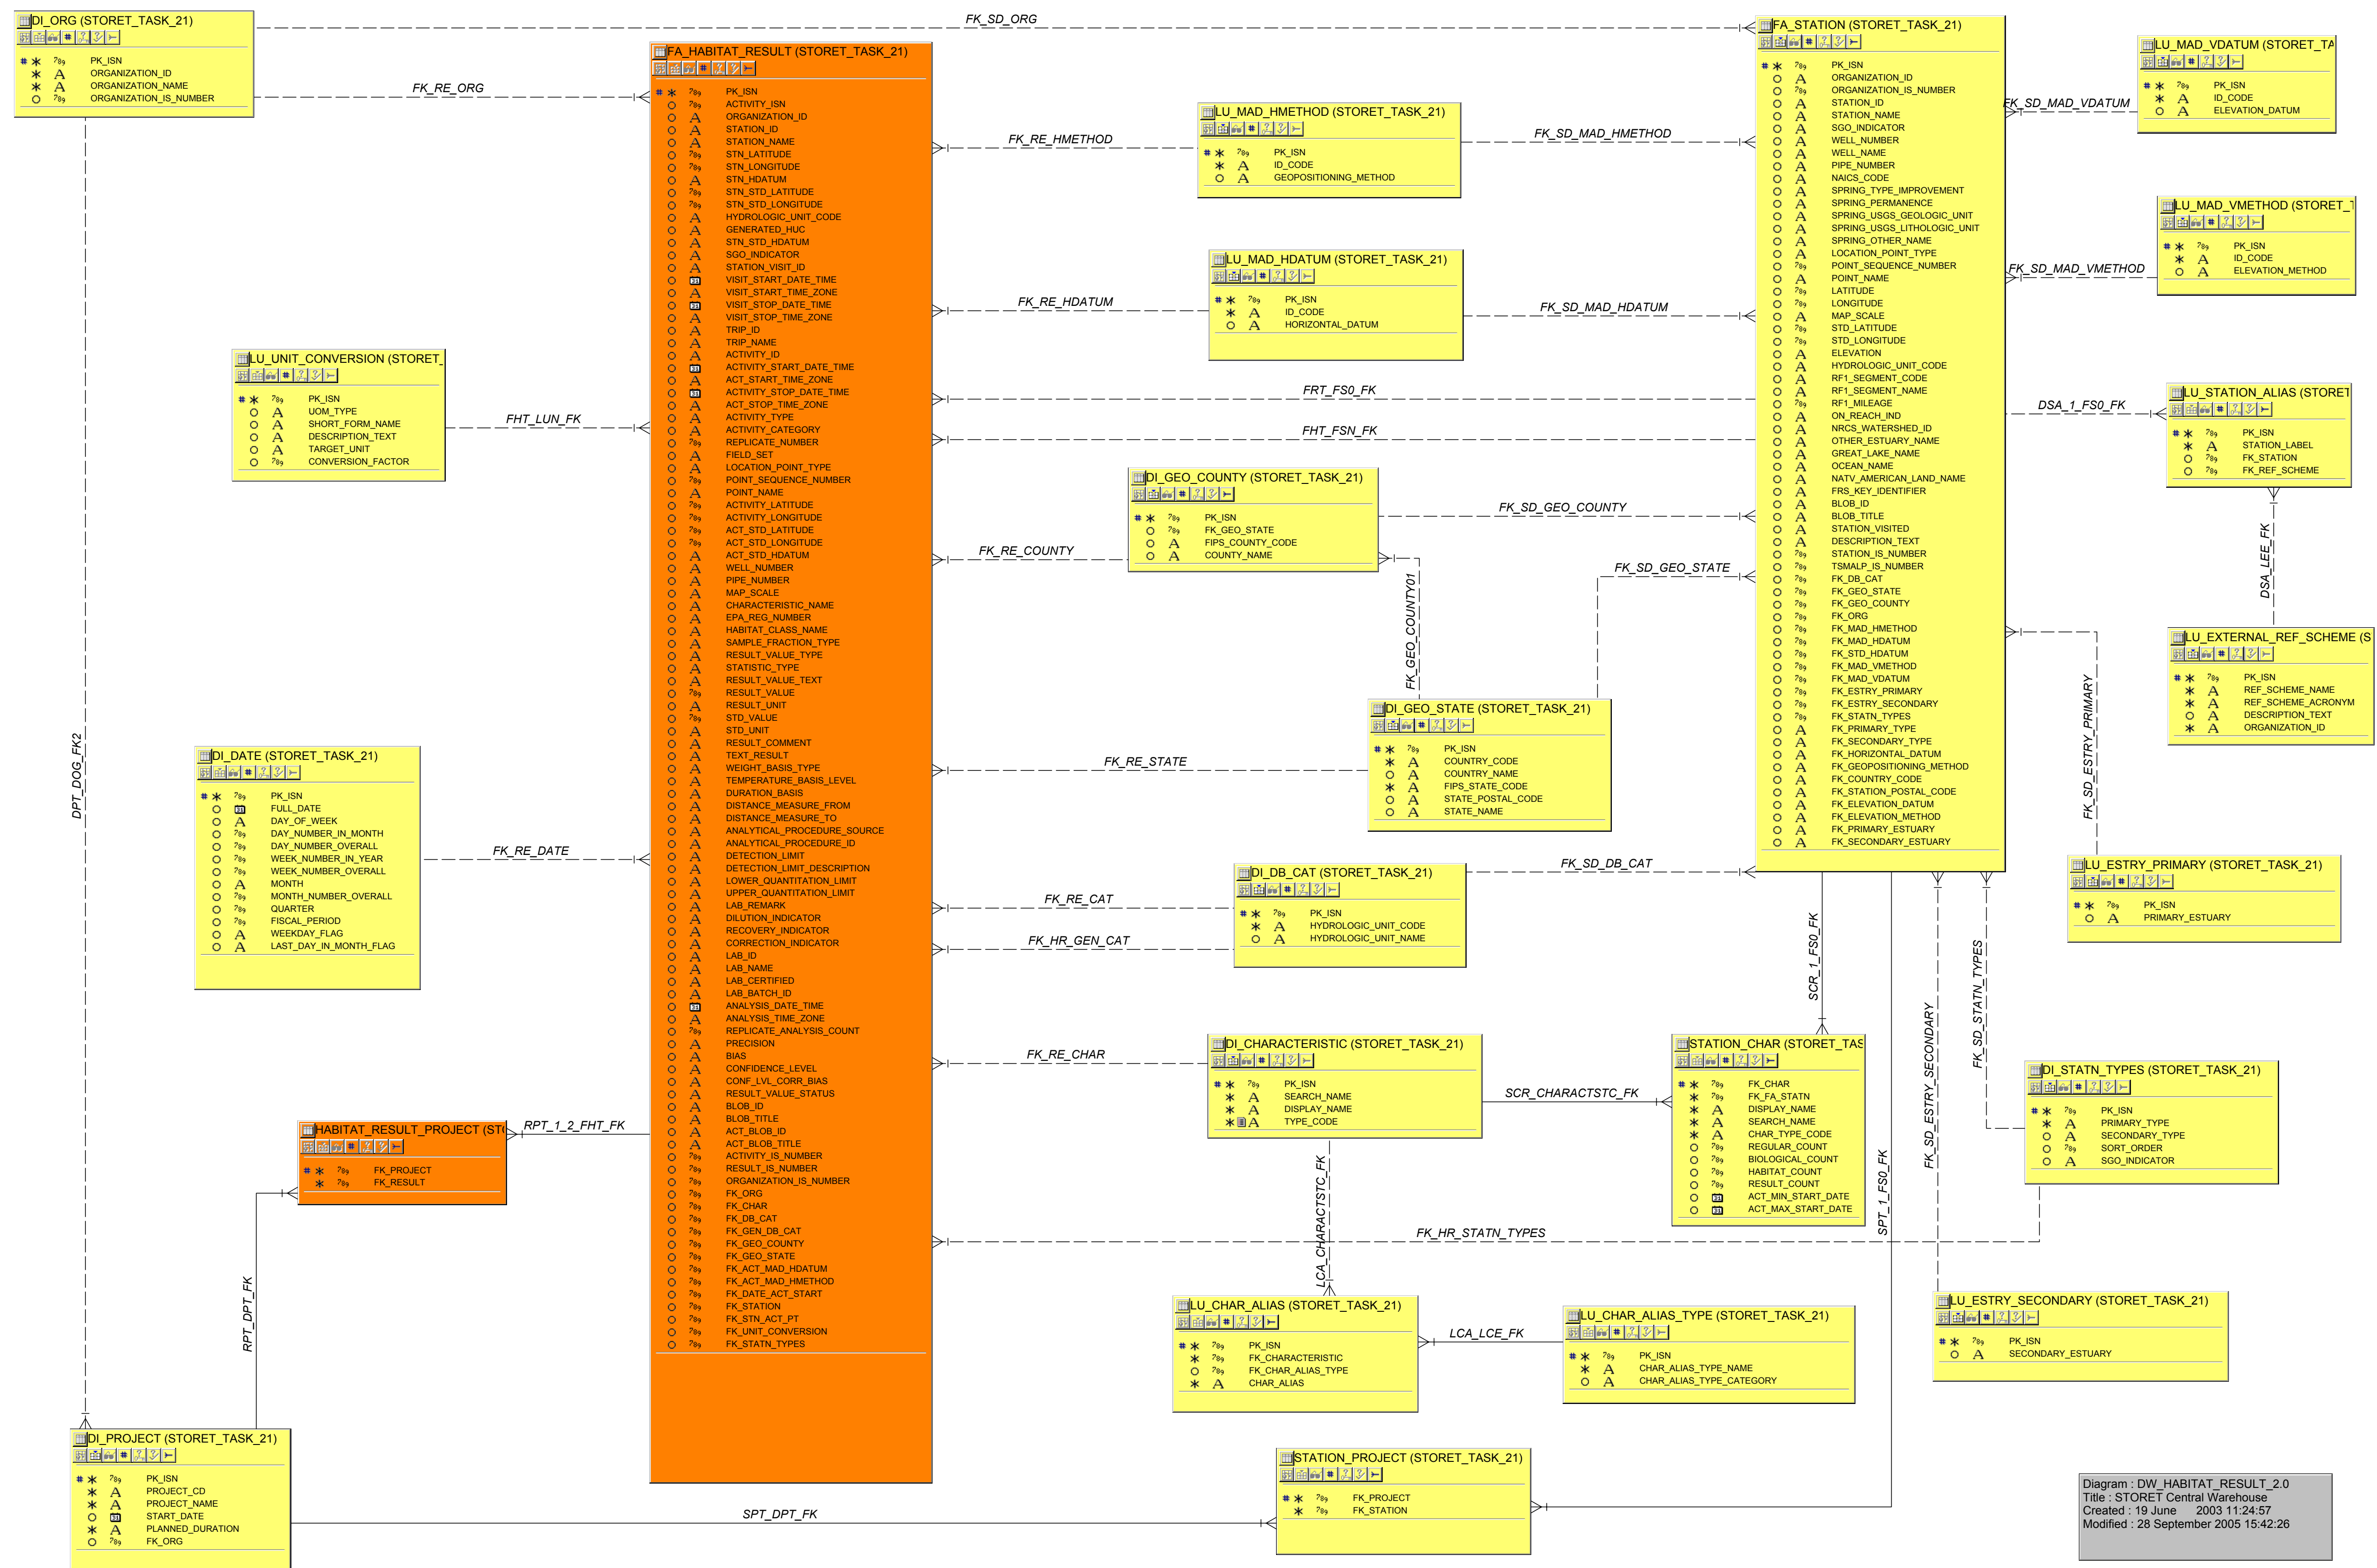 DI_ORG (STORET_TASK_21)
PK_ISN
ORGANIZATION_ID
ORGANIZATION_NAME
ORGANIZATION_IS_NUMBER
FK_SD_ORG
FK_RE_ORG
FA_HABITAT_RESULT (STORET_TASK_21)
PK_ISN
ACTIVITY_ISN
ORGANIZATION_ID
STATION_ID
STATION_NAME
STN_LATITUDE
STN_LONGITUDE
STN_HDATUM
STN_STD_LATITUDE
STN_STD_LONGITUDE
HYDROLOGIC_UNIT_CODE
GENERATED_HUC
STN_STD_HDATUM
SGO_INDICATOR
STATION_VISIT_ID
VISIT_START_DATE_TIME
VISIT_START_TIME_ZONE
VISIT_STOP_DATE_TIME
VISIT_STOP_TIME_ZONE
TRIP_ID
TRIP_NAME
ACTIVITY_ID
ACTIVITY_START_DATE_TIME
ACT_START_TIME_ZONE
ACTIVITY_STOP_DATE_TIME
ACT_STOP_TIME_ZONE
ACTIVITY_TYPE
ACTIVITY_CATEGORY
REPLICATE_NUMBER
FIELD_SET
LOCATION_POINT_TYPE
POINT_SEQUENCE_NUMBER
POINT_NAME
ACTIVITY_LATITUDE
ACTIVITY_LONGITUDE
ACT_STD_LATITUDE
ACT_STD_LONGITUDE
ACT_STD_HDATUM
WELL_NUMBER
PIPE_NUMBER
MAP_SCALE
CHARACTERISTIC_NAME
EPA_REG_NUMBER
HABITAT_CLASS_NAME
SAMPLE_FRACTION_TYPE
RESULT_VALUE_TYPE
STATISTIC_TYPE
RESULT_VALUE_TEXT
RESULT_VALUE
RESULT_UNIT
STD_VALUE
STD_UNIT
RESULT_COMMENT
TEXT_RESULT
WEIGHT_BASIS_TYPE
TEMPERATURE_BASIS_LEVEL
DURATION_BASIS
DISTANCE_MEASURE_FROM
DISTANCE_MEASURE_TO
ANALYTICAL_PROCEDURE_SOURCE
ANALYTICAL_PROCEDURE_ID
DETECTION_LIMIT
DETECTION_LIMIT_DESCRIPTION
LOWER_QUANTITATION_LIMIT
UPPER_QUANTITATION_LIMIT
LAB_REMARK
DILUTION_INDICATOR
RECOVERY_INDICATOR
CORRECTION_INDICATOR
LAB_ID
LAB_NAME
LAB_CERTIFIED
LAB_BATCH_ID
ANALYSIS_DATE_TIME
ANALYSIS_TIME_ZONE
REPLICATE_ANALYSIS_COUNT
PRECISION
BIAS
CONFIDENCE_LEVEL
CONF_LVL_CORR_BIAS
RESULT_VALUE_STATUS
BLOB_ID
BLOB_TITLE
ACT_BLOB_ID
ACT_BLOB_TITLE
ACTIVITY_IS_NUMBER
RESULT_IS_NUMBER
ORGANIZATION_IS_NUMBER
FK_ORG
FK_CHAR
FK_DB_CAT
FK_GEN_DB_CAT
FK_GEO_COUNTY
FK_GEO_STATE
FK_ACT_MAD_HDATUM
FK_ACT_MAD_HMETHOD
FK_DATE_ACT_START
FK_STATION
FK_STN_ACT_PT
FK_UNIT_CONVERSION
FK_STATN_TYPES
FA_STATION (STORET_TASK_21)
PK_ISN
ORGANIZATION_ID
ORGANIZATION_IS_NUMBER
STATION_ID
STATION_NAME
SGO_INDICATOR
WELL_NUMBER
WELL_NAME
PIPE_NUMBER
NAICS_CODE
SPRING_TYPE_IMPROVEMENT
SPRING_PERMANENCE
SPRING_USGS_GEOLOGIC_UNIT
SPRING_USGS_LITHOLOGIC_UNIT
SPRING_OTHER_NAME
LOCATION_POINT_TYPE
POINT_SEQUENCE_NUMBER
POINT_NAME
LATITUDE
LONGITUDE
MAP_SCALE
STD_LATITUDE
STD_LONGITUDE
ELEVATION
HYDROLOGIC_UNIT_CODE
RF1_SEGMENT_CODE
RF1_SEGMENT_NAME
RF1_MILEAGE
ON_REACH_IND
NRCS_WATERSHED_ID
OTHER_ESTUARY_NAME
GREAT_LAKE_NAME
OCEAN_NAME
NATV_AMERICAN_LAND_NAME
FRS_KEY_IDENTIFIER
BLOB_ID
BLOB_TITLE
STATION_VISITED
DESCRIPTION_TEXT
STATION_IS_NUMBER
TSMALP_IS_NUMBER
FK_DB_CAT
FK_GEO_STATE
FK_GEO_COUNTY
FK_ORG
FK_MAD_HMETHOD
FK_MAD_HDATUM
FK_STD_HDATUM
FK_MAD_VMETHOD
FK_MAD_VDATUM
FK_ESTRY_PRIMARY
FK_ESTRY_SECONDARY
FK_STATN_TYPES
FK_PRIMARY_TYPE
FK_SECONDARY_TYPE
FK_HORIZONTAL_DATUM
FK_GEOPOSITIONING_METHOD
FK_COUNTRY_CODE
FK_STATION_POSTAL_CODE
FK_ELEVATION_DATUM
FK_ELEVATION_METHOD
FK_PRIMARY_ESTUARY
FK_SECONDARY_ESTUARY
LU_MAD_VDATUM (STORET_TA
PK_ISN
ID_CODE
ELEVATION_DATUM
FK_SD_MAD_VDATUM
LU_MAD_HMETHOD (STORET_TASK_21)
PK_ISN
ID_CODE
GEOPOSITIONING_METHOD
FK_RE_HMETHOD
FK_SD_MAD_HMETHOD
LU_MAD_VMETHOD (STORET_T
PK_ISN
ID_CODE
ELEVATION_METHOD
FK_SD_MAD_VMETHOD
LU_MAD_HDATUM (STORET_TASK_21)
PK_ISN
ID_CODE
HORIZONTAL_DATUM
FK_RE_HDATUM
FK_SD_MAD_HDATUM
LU_UNIT_CONVERSION (STORET_
PK_ISN
UOM_TYPE
SHORT_FORM_NAME
DESCRIPTION_TEXT
TARGET_UNIT
CONVERSION_FACTOR
FHT_LUN_FK
FRT_FS0_FK
FHT_FSN_FK
LU_STATION_ALIAS (STORET
PK_ISN
STATION_LABEL
FK_STATION
FK_REF_SCHEME
DSA_1_FS0_FK
DSA_LEE_FK
DI_GEO_COUNTY (STORET_TASK_21)
PK_ISN
FK_GEO_STATE
FIPS_COUNTY_CODE
COUNTY_NAME
FK_SD_GEO_COUNTY
FK_RE_COUNTY
FK_GEO_COUNTY01
FK_SD_GEO_STATE
LU_EXTERNAL_REF_SCHEME (S
PK_ISN
REF_SCHEME_NAME
REF_SCHEME_ACRONYM
DESCRIPTION_TEXT
ORGANIZATION_ID
DI_GEO_STATE (STORET_TASK_21)
PK_ISN
COUNTRY_CODE
COUNTRY_NAME
FIPS_STATE_CODE
STATE_POSTAL_CODE
STATE_NAME
FK_RE_STATE
FK_SD_ESTRY_PRIMARY
DPT_DOG_FK2
DI_DATE (STORET_TASK_21)
PK_ISN
FULL_DATE
DAY_OF_WEEK
DAY_NUMBER_IN_MONTH
DAY_NUMBER_OVERALL
WEEK_NUMBER_IN_YEAR
WEEK_NUMBER_OVERALL
MONTH
MONTH_NUMBER_OVERALL
QUARTER
FISCAL_PERIOD
WEEKDAY_FLAG
LAST_DAY_IN_MONTH_FLAG
FK_RE_DATE
DI_DB_CAT (STORET_TASK_21)
PK_ISN
HYDROLOGIC_UNIT_CODE
HYDROLOGIC_UNIT_NAME
FK_SD_DB_CAT
FK_RE_CAT
FK_HR_GEN_CAT
LU_ESTRY_PRIMARY (STORET_TASK_21)
PK_ISN
PRIMARY_ESTUARY
SCR_1_FS0_FK
FK_SD_STATN_TYPES
FK_SD_ESTRY_SECONDARY
SPT_1_FS0_FK
DI_CHARACTERISTIC (STORET_TASK_21)
PK_ISN
SEARCH_NAME
DISPLAY_NAME
TYPE_CODE
FK_RE_CHAR
SCR_CHARACTSTC_FK
STATION_CHAR (STORET_TAS
FK_CHAR
FK_FA_STATN
DISPLAY_NAME
SEARCH_NAME
CHAR_TYPE_CODE
REGULAR_COUNT
BIOLOGICAL_COUNT
HABITAT_COUNT
RESULT_COUNT
ACT_MIN_START_DATE
ACT_MAX_START_DATE
DI_STATN_TYPES (STORET_TASK_21)
PK_ISN
PRIMARY_TYPE
SECONDARY_TYPE
SORT_ORDER
SGO_INDICATOR
HABITAT_RESULT_PROJECT (STO
FK_PROJECT
FK_RESULT
RPT_1_2_FHT_FK
RPT_DPT_FK
LCA_CHARACTSTC_FK
FK_HR_STATN_TYPES
LU_CHAR_ALIAS (STORET_TASK_21)
PK_ISN
FK_CHARACTERISTIC
FK_CHAR_ALIAS_TYPE
CHAR_ALIAS
LCA_LCE_FK
LU_CHAR_ALIAS_TYPE (STORET_TASK_21)
PK_ISN
CHAR_ALIAS_TYPE_NAME
CHAR_ALIAS_TYPE_CATEGORY
LU_ESTRY_SECONDARY (STORET_TASK_21)
PK_ISN
SECONDARY_ESTUARY
DI_PROJECT (STORET_TASK_21)
PK_ISN
PROJECT_CD
PROJECT_NAME
START_DATE
PLANNED_DURATION
FK_ORG
SPT_DPT_FK
STATION_PROJECT (STORET_TASK_21)
FK_PROJECT
FK_STATION
Diagram : DW_HABITAT_RESULT_2.0
Title : STORET Central Warehouse
Created : 19 June 2003 11:24:57
Modified : 28 September 2005 15:42:26